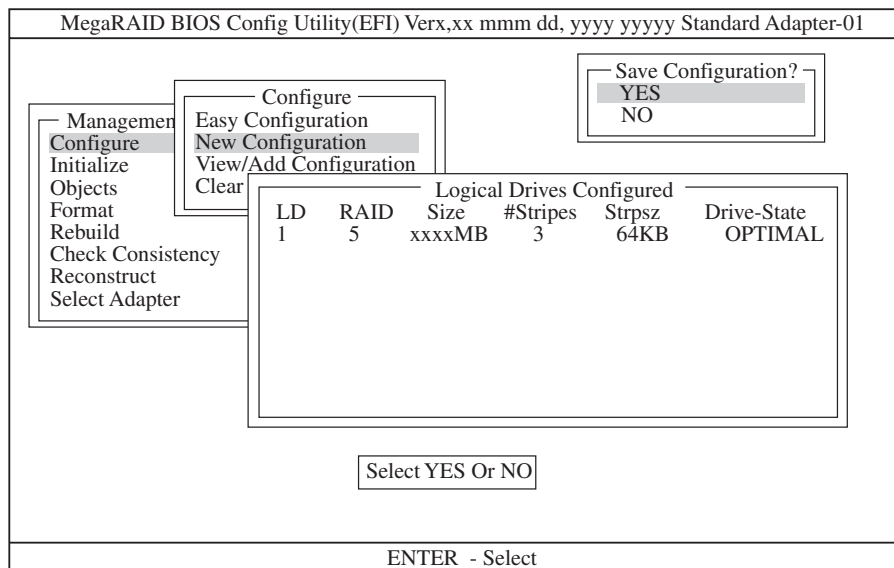 MegaRAID BIOS Config Utility(EFI) Verx,xx mmm dd, yyyy yyyyy Standard Adapter-01
Save Configuration?
YES
NO
Configure
Easy Configuration
New Configuration
View/Add Configuration
Clear
Managemen
Configure
Initialize
Objects
Format
Rebuild
Check Consistency
Reconstruct
Select Adapter
Logical Drives Configured
LD RAID Size #Stripes Strpsz Drive-State
1 5 xxxxMB 3 64KB OPTIMAL
Select YES Or NO
ENTER - Select